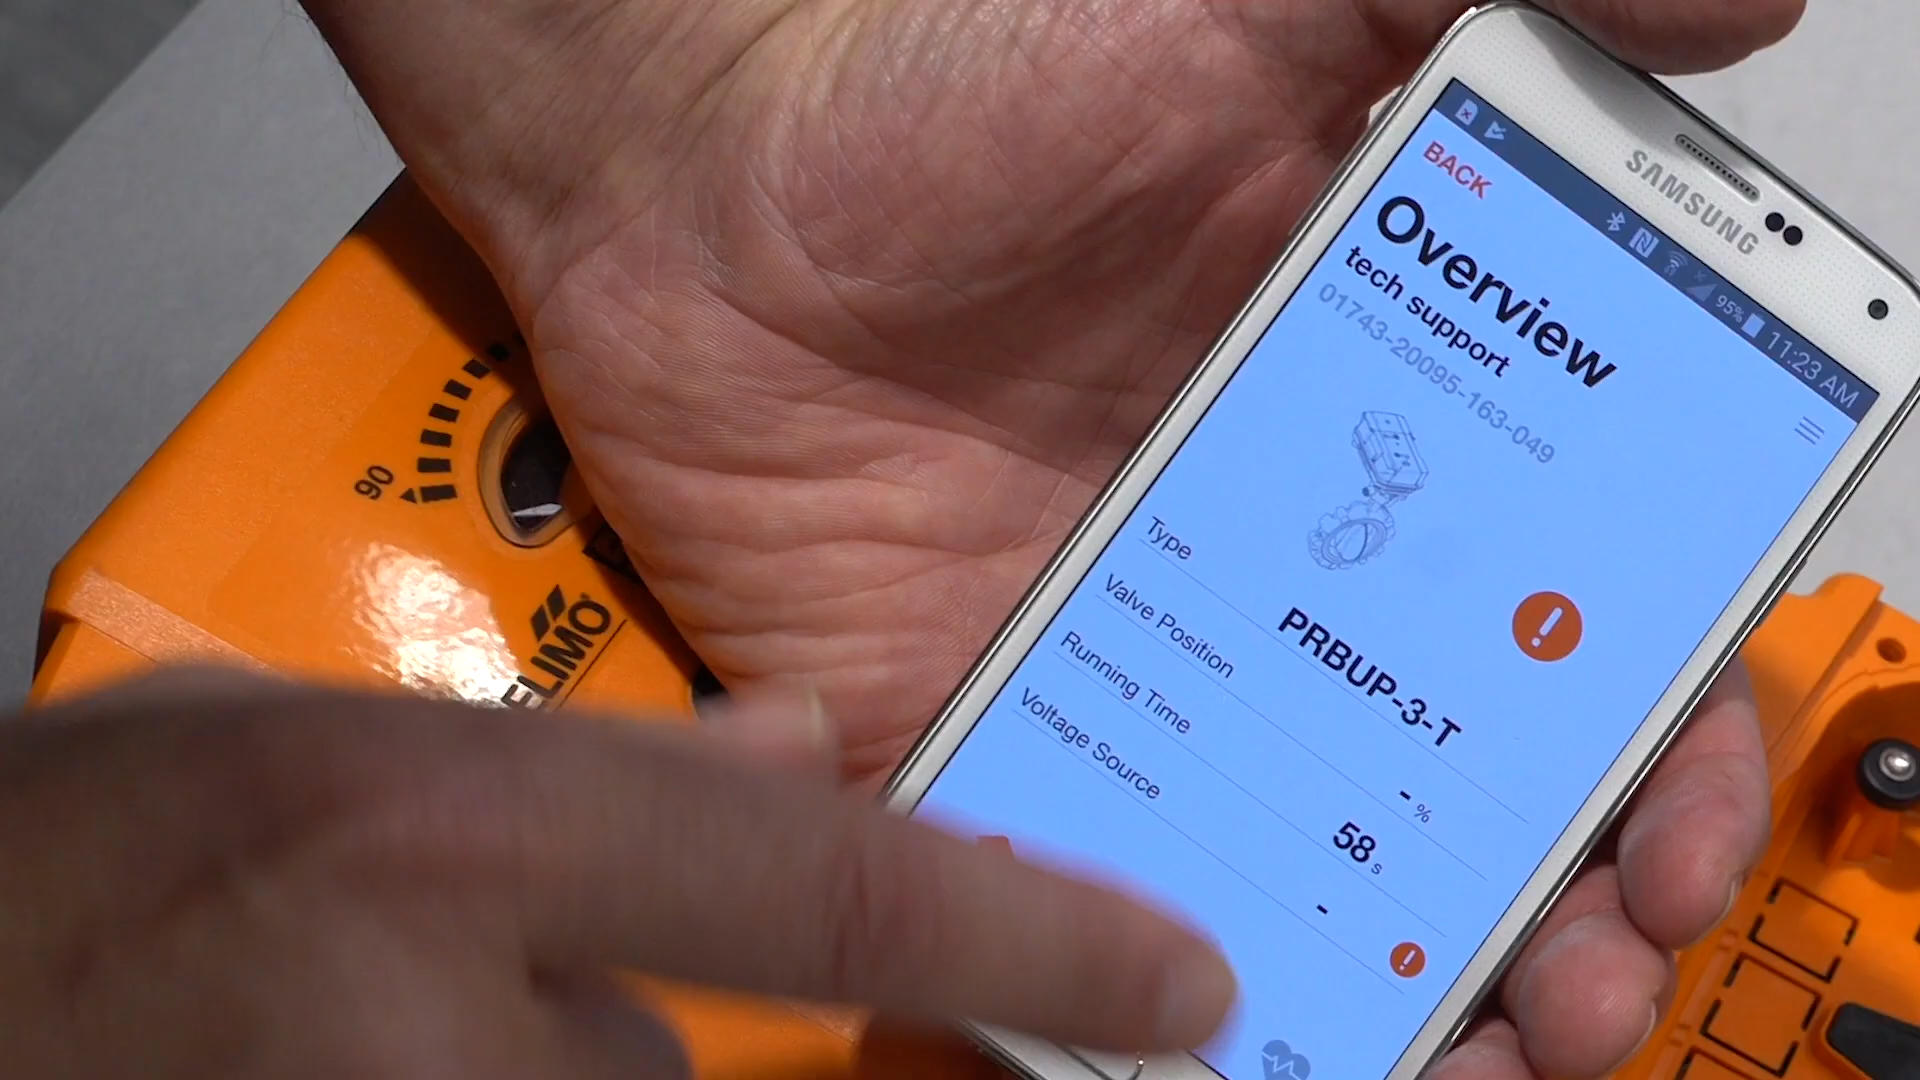 SAMSUNG
95% 11:23 AM
BACK
Overview
tech support
01743-20095-163-049
Type
PRBUP-3-T
Valve Position
- %
Running Time
58 s
Voltage Source
-
90
ELIMO